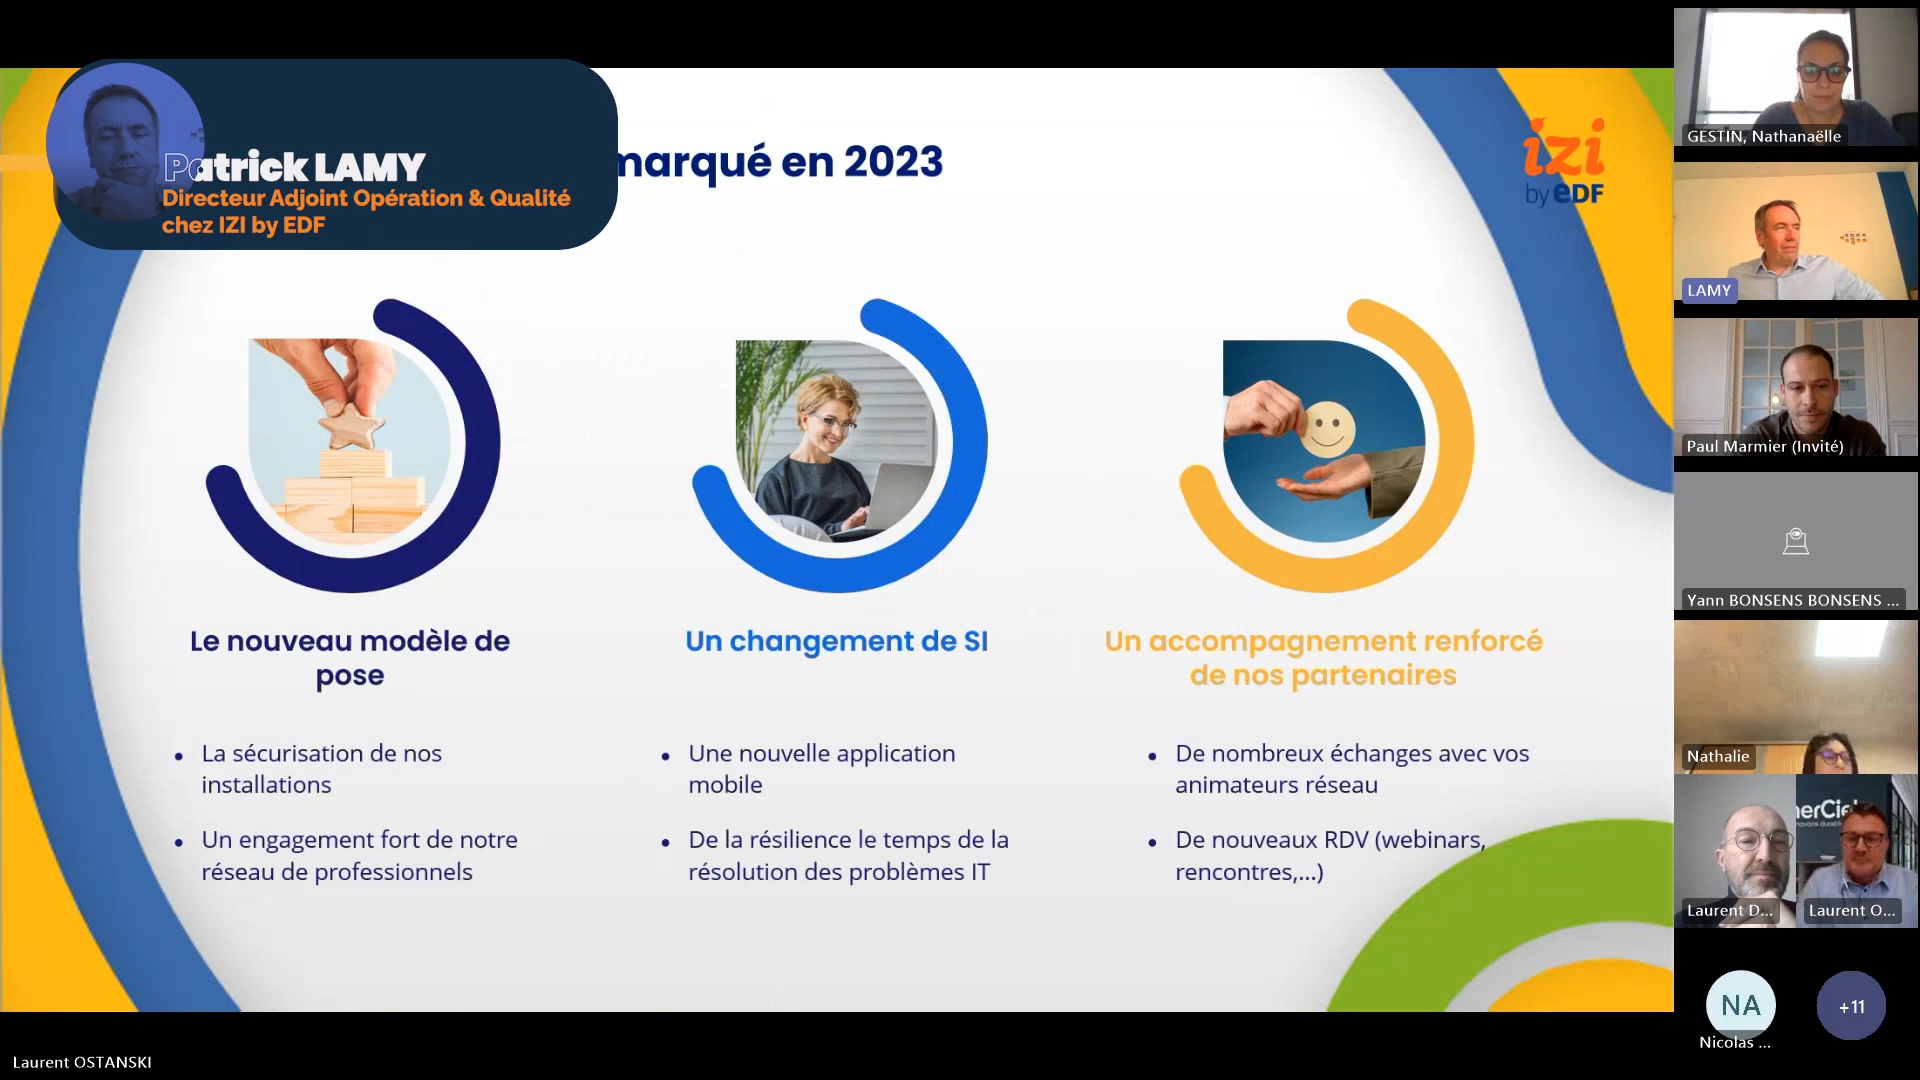 Patrick LAMY
Directeur Adjoint Opération & Qualité
chez IZI by EDF
marqué en 2023
izi
by eDF
Le nouveau modèle de
pose
• La sécurisation de nos
installations
• Un engagement fort de notre
réseau de professionnels
Un changement de SI
• Une nouvelle application
mobile
• De la résilience le temps de la
résolution des problèmes IT
Un accompagnement renforcé
de nos partenaires
• De nombreux échanges avec vos
animateurs réseau
• De nouveaux RDV (webinars,
rencontres,...)
GESTIN, Nathanaëlle
LAMY
Paul Marmier (Invité)
Yann BONSENS BONSENS ...
Nathalie
Laurent D...
Laurent O...
NA
Nicolas ...
+11
Laurent OSTANSKI